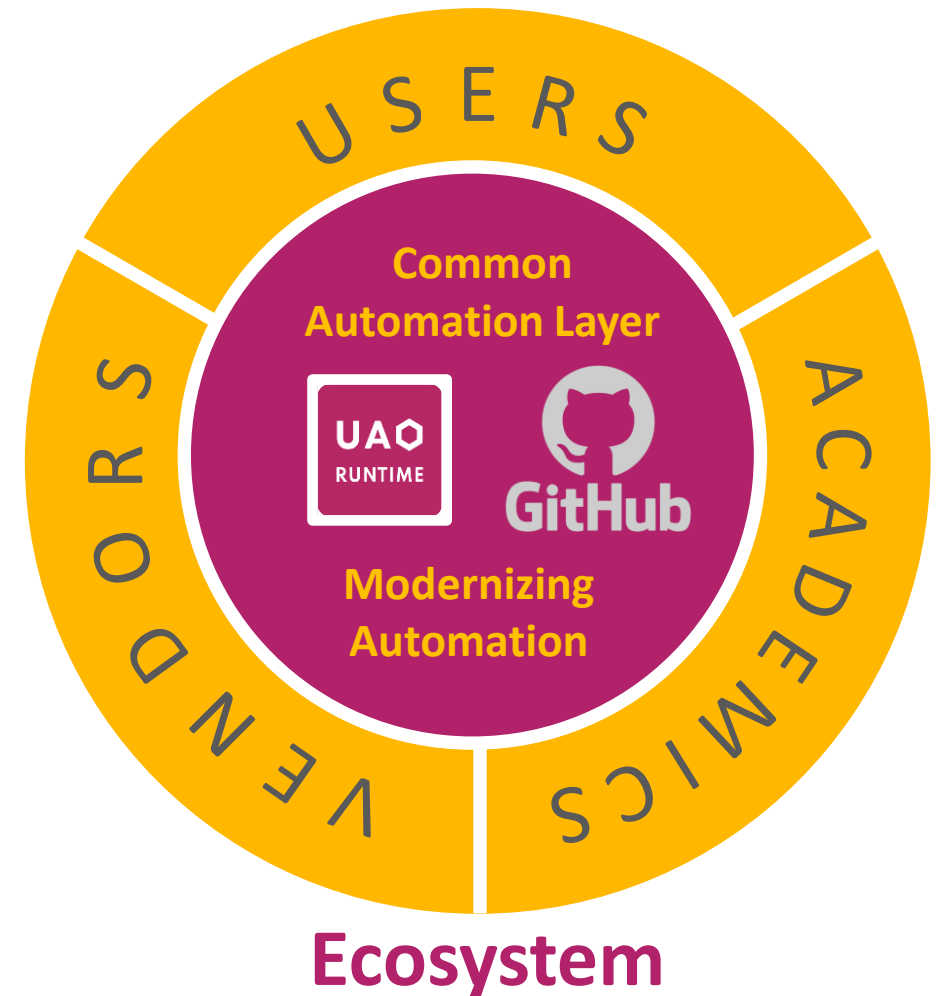 USERS
Common
Automation Layer
UAO
RUNTIME
GitHub
Modernizing
Automation
VENDORS
ACADEMICS
Ecosystem